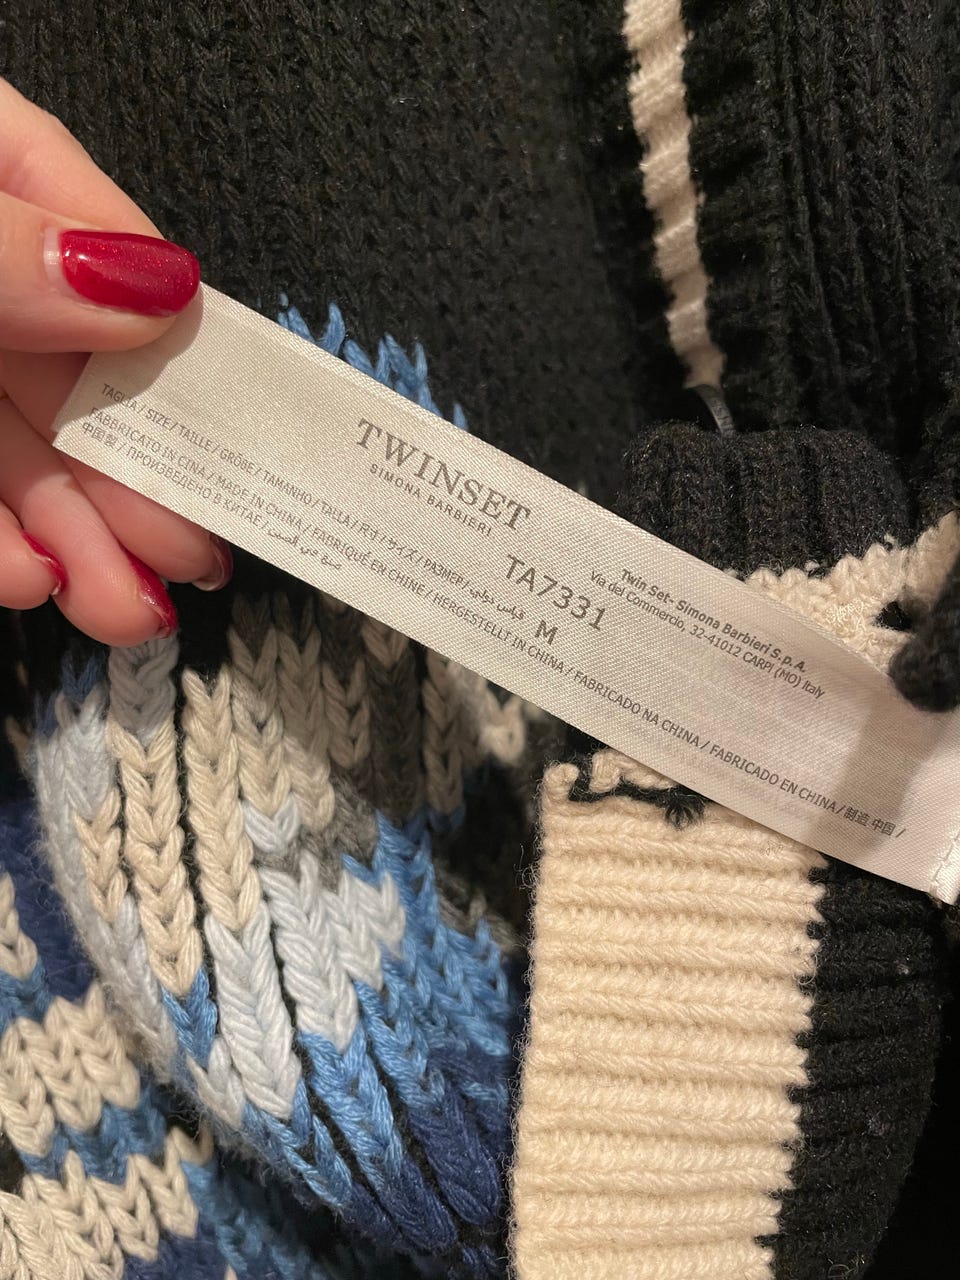 TWINSET
SIMONA BARBIERI
TA7331
Twin Set- Simona Barbieri S.p.A.
Via del Commercio, 32-41012 CARPI (MO) Italy
TAGLIA / SIZE / TAILLE / GRÖBE / TAMANHO / TALLA / 尺寸 / サイズ / РАЗМЕР / قياس دولي M
FABBRICATO IN CINA / MADE IN CHINA / FABRIQUÉ EN CHINE / HERGESTELLT IN CHINA / FABRICADO NA CHINA / FABRICADO EN CHINA / 制造 中国 /
中国製 / ПРОИЗВЕДЕНО В КИТАЕ / صنع في الصين